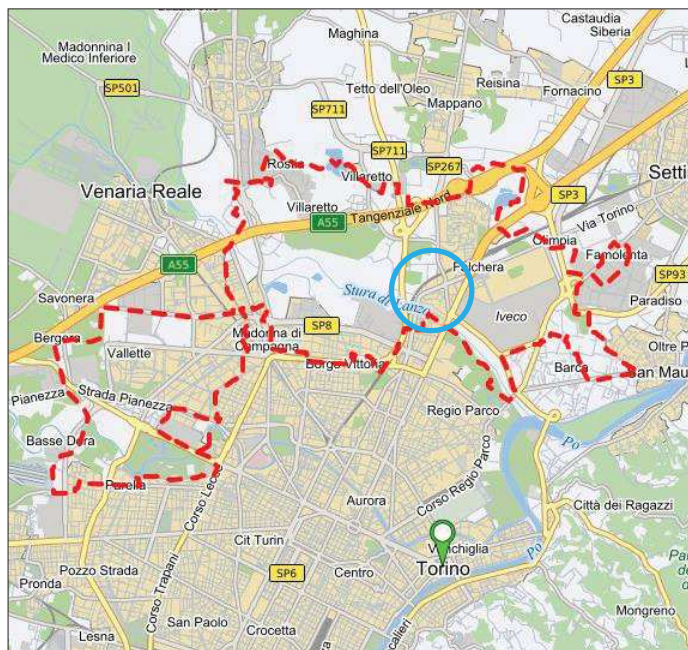 Castaudia
Siberia
Maghina
Madonnina I
Medico Inferiore
Reisina
SP3
Fornacino
Tetto dell'Oleo
SP501
Mappano
SP711
SP711
SP267
Rostia
Villaretto
Setti
Venaria Reale
SP3
Via Torino
Villaretto
A55
Tangenziale Nord
Olimpia
Famolenta
A55
Falchera
SP93
Savonera
Stura di Lanzo
Paradiso
Iveco
Bergera
Madonna di
Campagna
SP8
Oltre P
Vallette
Borgo Vittoria
Barca
San Mau
Pianezza
Strada Pianezza
Regio Parco
Po
Basse Dora
Corso Regio Parco
Parella
Corso Lecce
Aurora
Città dei Ragazzi
Cit Turin
Vanchiglia
Po
Pozzo Strada
Corso Trapani
Centro
Torino
SP6
Pronda
Mongreno
San Paolo
Lesna
Crocetta
alieri